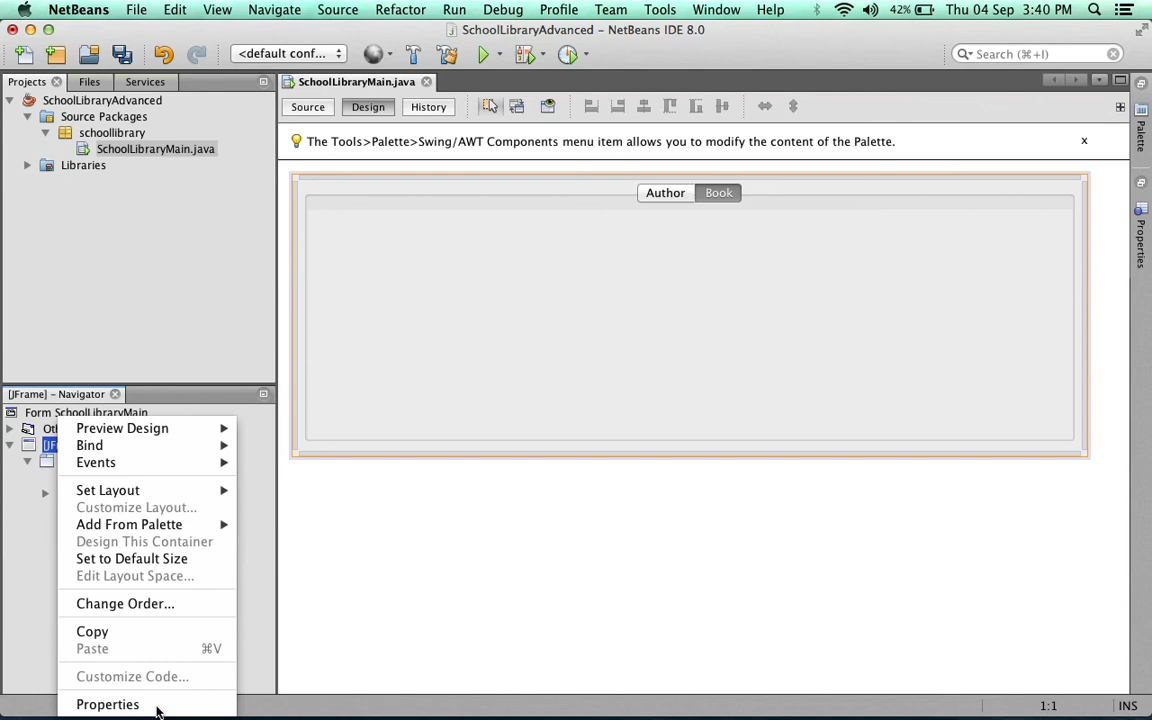 NetBeans File Edit View Navigate Source Refactor Run Debug Profile Team Tools Window Help 42% Thu 04 Sep 3:40 PM
SchoolLibraryAdvanced – NetBeans IDE 8.0
<default conf... Search (⌘+I)
Projects Files Services
SchoolLibraryMain.java
SchoolLibraryAdvanced
Source Packages
schoollibrary
SchoolLibraryMain.java
Libraries
Source Design History
The Tools>Palette>Swing/AWT Components menu item allows you to modify the content of the Palette. x
Author Book
Palette
Properties
[JFrame] – Navigator
Form SchoolLibraryMain
Ot
[JF
Preview Design
Bind
Events
Set Layout
Customize Layout...
Add From Palette
Design This Container
Set to Default Size
Edit Layout Space...
Change Order...
Copy
Paste ⌘V
Customize Code...
Properties
1:1 INS